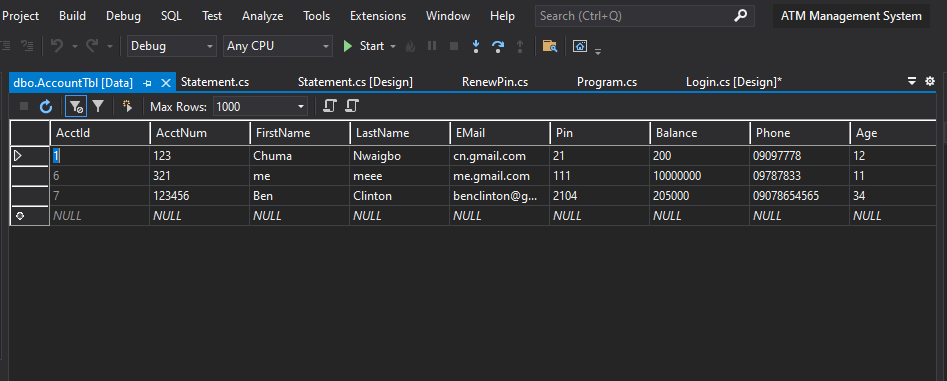 Project Build Debug SQL Test Analyze Tools Extensions Window Help Search (Ctrl+Q) ATM Management System
Debug Any CPU Start
dbo.AccountTbl [Data] Statement.cs Statement.cs [Design] RenewPin.cs Program.cs Login.cs [Design]*
Max Rows: 1000
AcctId AcctNum FirstName LastName EMail Pin Balance Phone Age
1 123 Chuma Nwaigbo cn.gmail.com 21 200 09097778 12
6 321 me meee me.gmail.com 111 10000000 09787833 11
7 123456 Ben Clinton benclinton@g... 2104 205000 09078654565 34
NULL NULL NULL NULL NULL NULL NULL NULL NULL